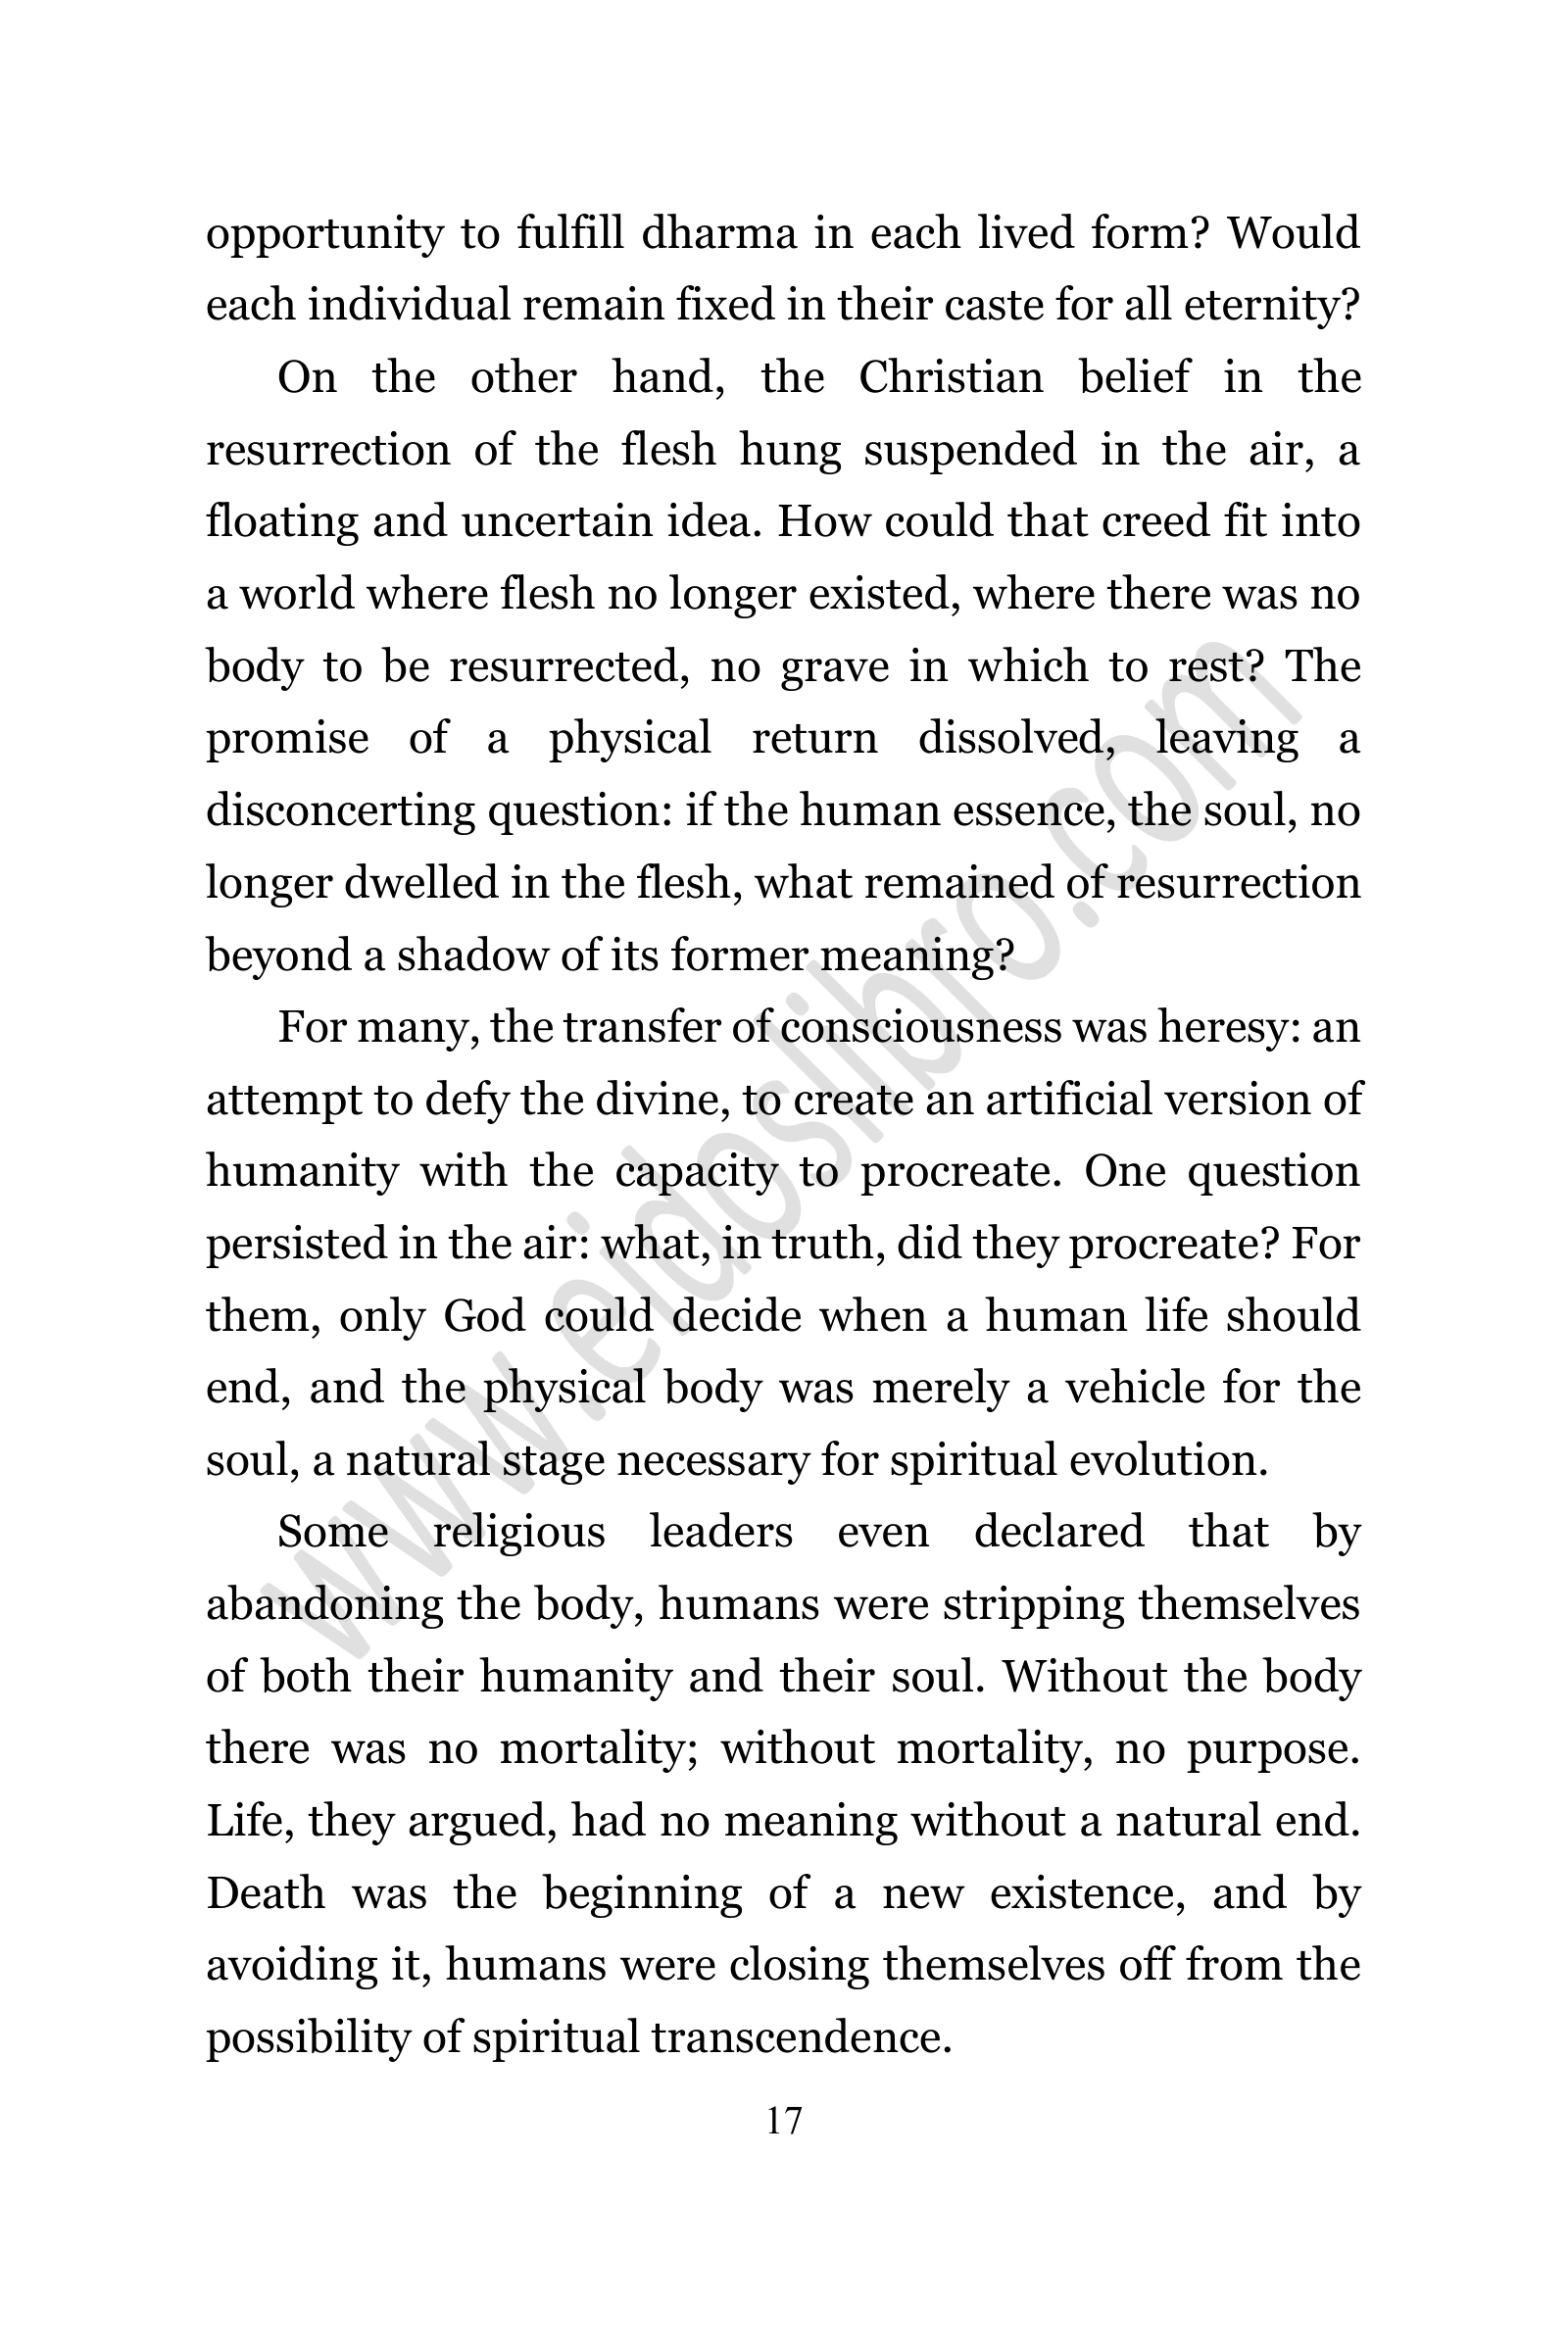 opportunity to fulfill dharma in each lived form? Would
each individual remain fixed in their caste for all eternity?
On the other hand, the Christian belief in the
resurrection of the flesh hung suspended in the air, a
floating and uncertain idea. How could that creed fit into
a world where flesh no longer existed, where there was no
body to be resurrected, no grave in which to rest? The
promise of a physical return dissolved, leaving a
disconcerting question: if the human essence, the soul, no
longer dwelled in the flesh, what remained of resurrection
beyond a shadow of its former meaning?
For many, the transfer of consciousness was heresy: an
attempt to defy the divine, to create an artificial version of
humanity with the capacity to procreate. One question
persisted in the air: what, in truth, did they procreate? For
them, only God could decide when a human life should
end, and the physical body was merely a vehicle for the
soul, a natural stage necessary for spiritual evolution.
Some religious leaders even declared that by
abandoning the body, humans were stripping themselves
of both their humanity and their soul. Without the body
there was no mortality; without mortality, no purpose.
Life, they argued, had no meaning without a natural end.
Death was the beginning of a new existence, and by
avoiding it, humans were closing themselves off from the
possibility of spiritual transcendence.
17
www.eidoslibro.com